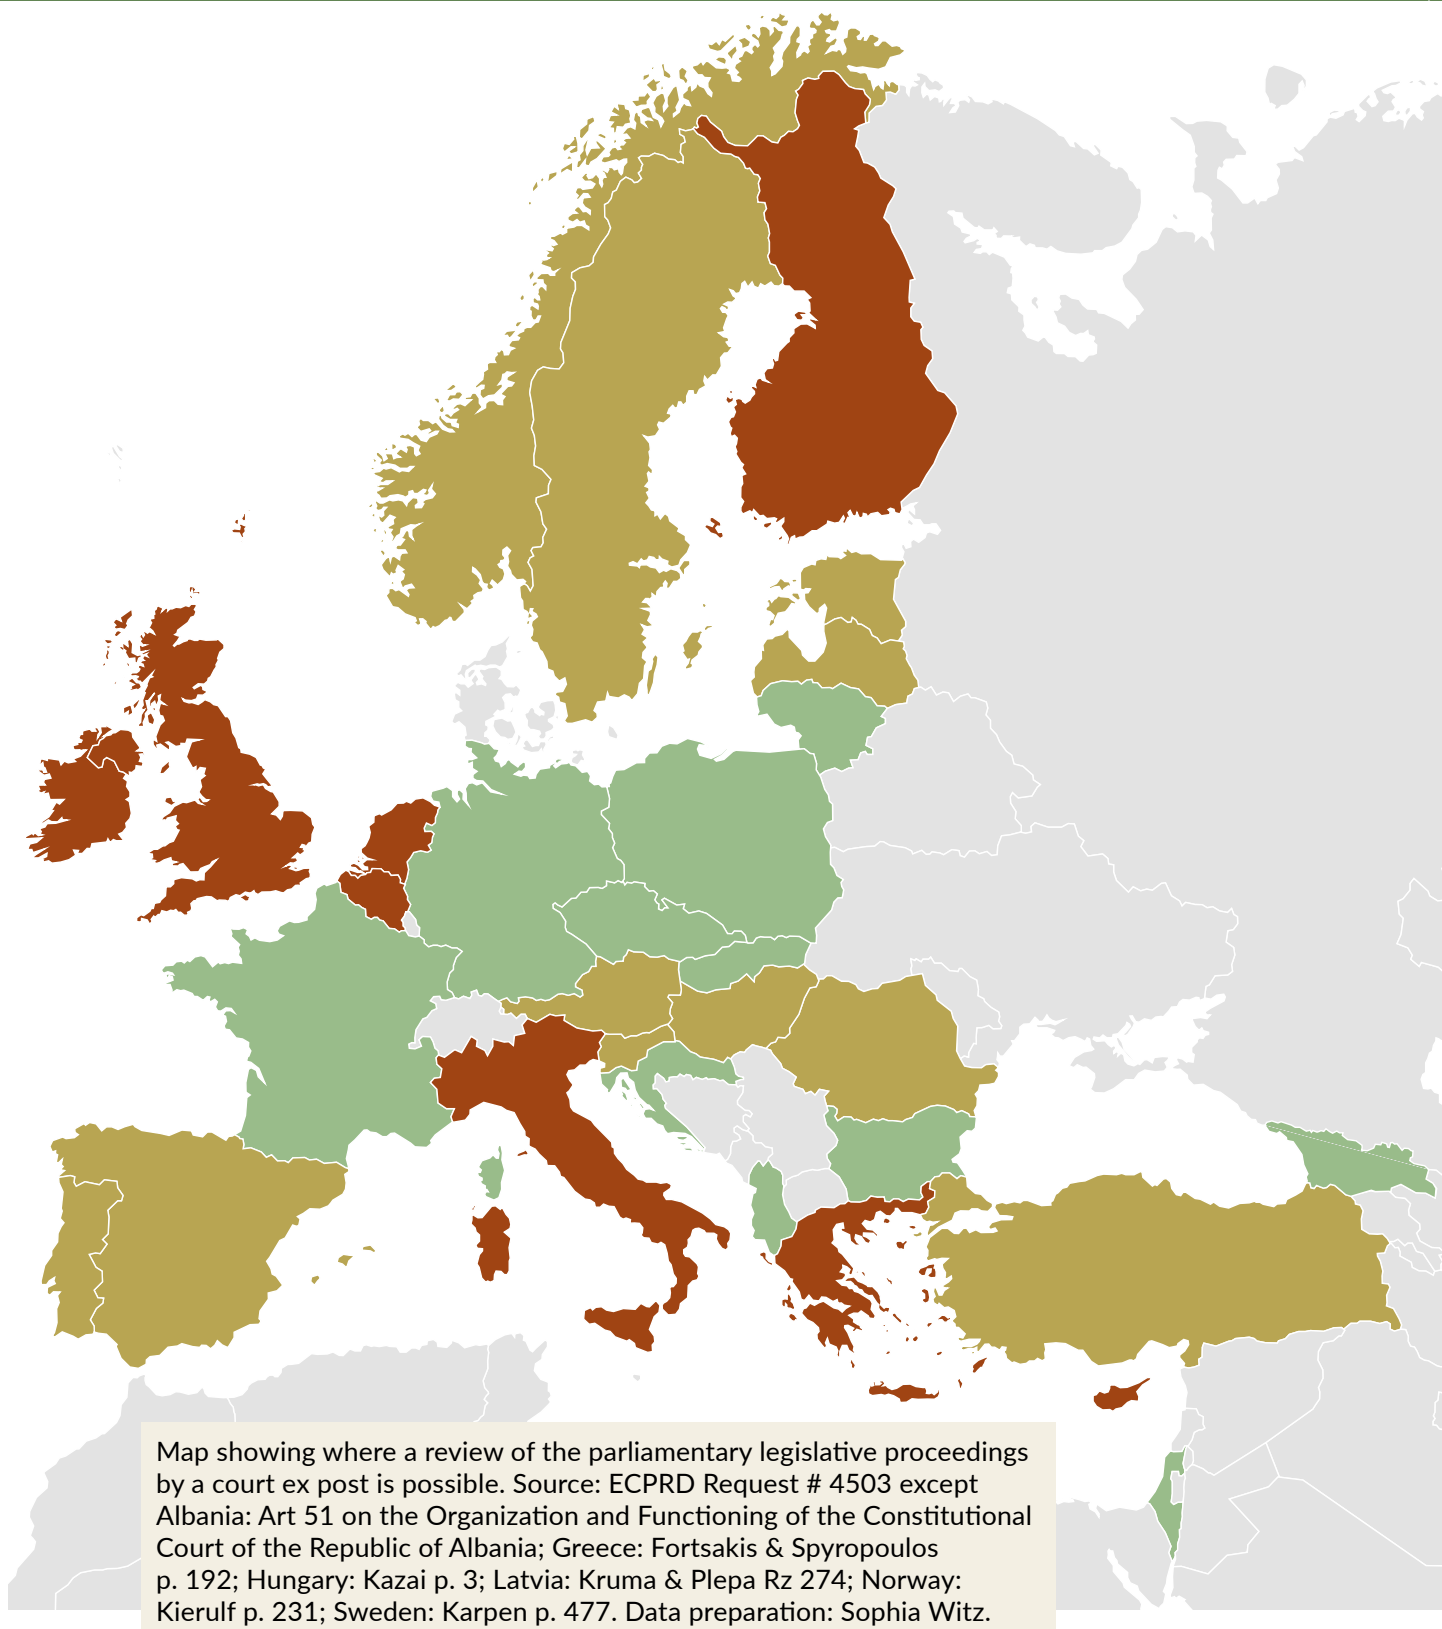 Map showing where a review of the parliamentary legislative proceedings
by a court ex post is possible. Source: ECPRD Request # 4503 except
Albania: Art 51 on the Organization and Functioning of the Constitutional
Court of the Republic of Albania; Greece: Fortsakis & Spyropoulos
p. 192; Hungary: Kazai p. 3; Latvia: Kruma & Plepa Rz 274; Norway:
Kierulf p. 231; Sweden: Karpen p. 477. Data preparation: Sophia Witz.